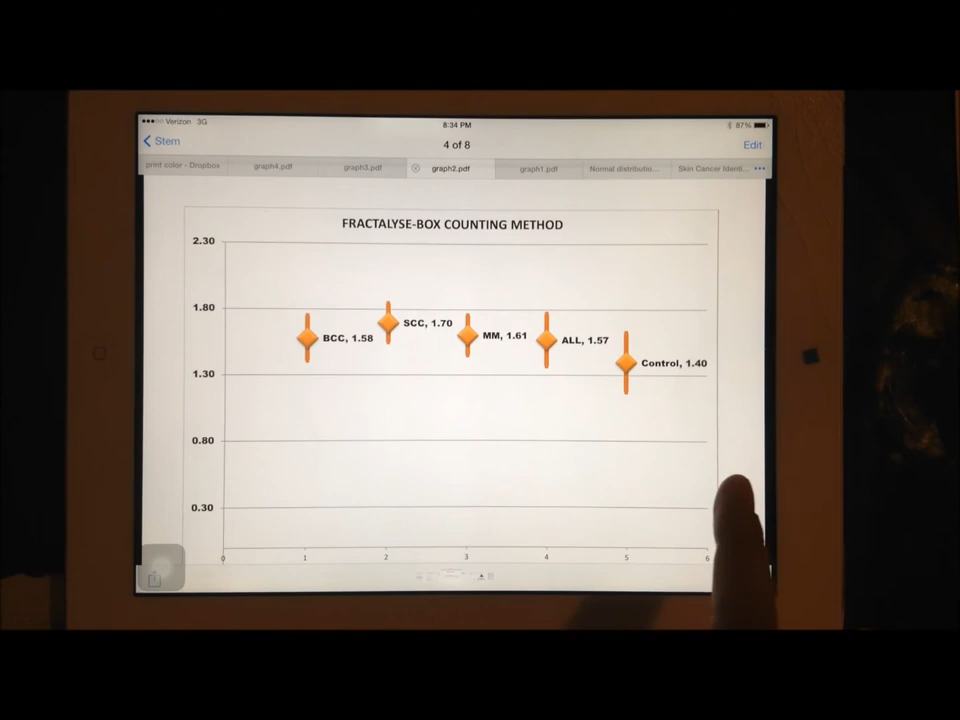 Verizon 3G 8:34 PM 87%
Stem 4 of 8 Edit
print color - Dropbox graph4.pdf graph3.pdf graph2.pdf graph1.pdf Normal distributio... Skin Cancer Identi...
FRACTALYSE-BOX COUNTING METHOD
2.30
1.80
SCC, 1.70
BCC, 1.58 MM, 1.61 ALL, 1.57
Control, 1.40
1.30
0.80
0.30
0 1 2 3 4 5 6